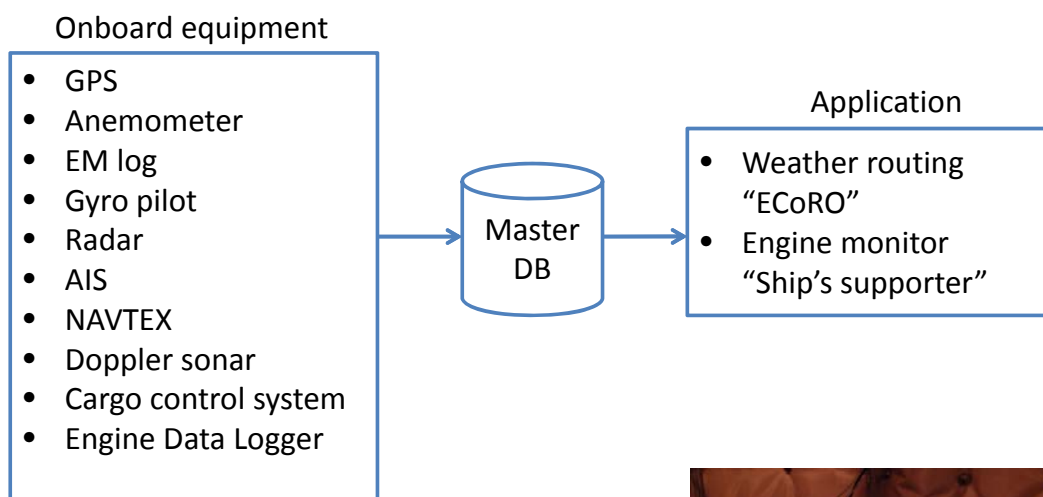 Onboard equipment
• GPS
• Anemometer
• EM log
• Gyro pilot
• Radar
• AIS
• NAVTEX
• Doppler sonar
• Cargo control system
• Engine Data Logger
Master
DB
Application
• Weather routing
“ECoRO”
• Engine monitor
“Ship’s supporter”